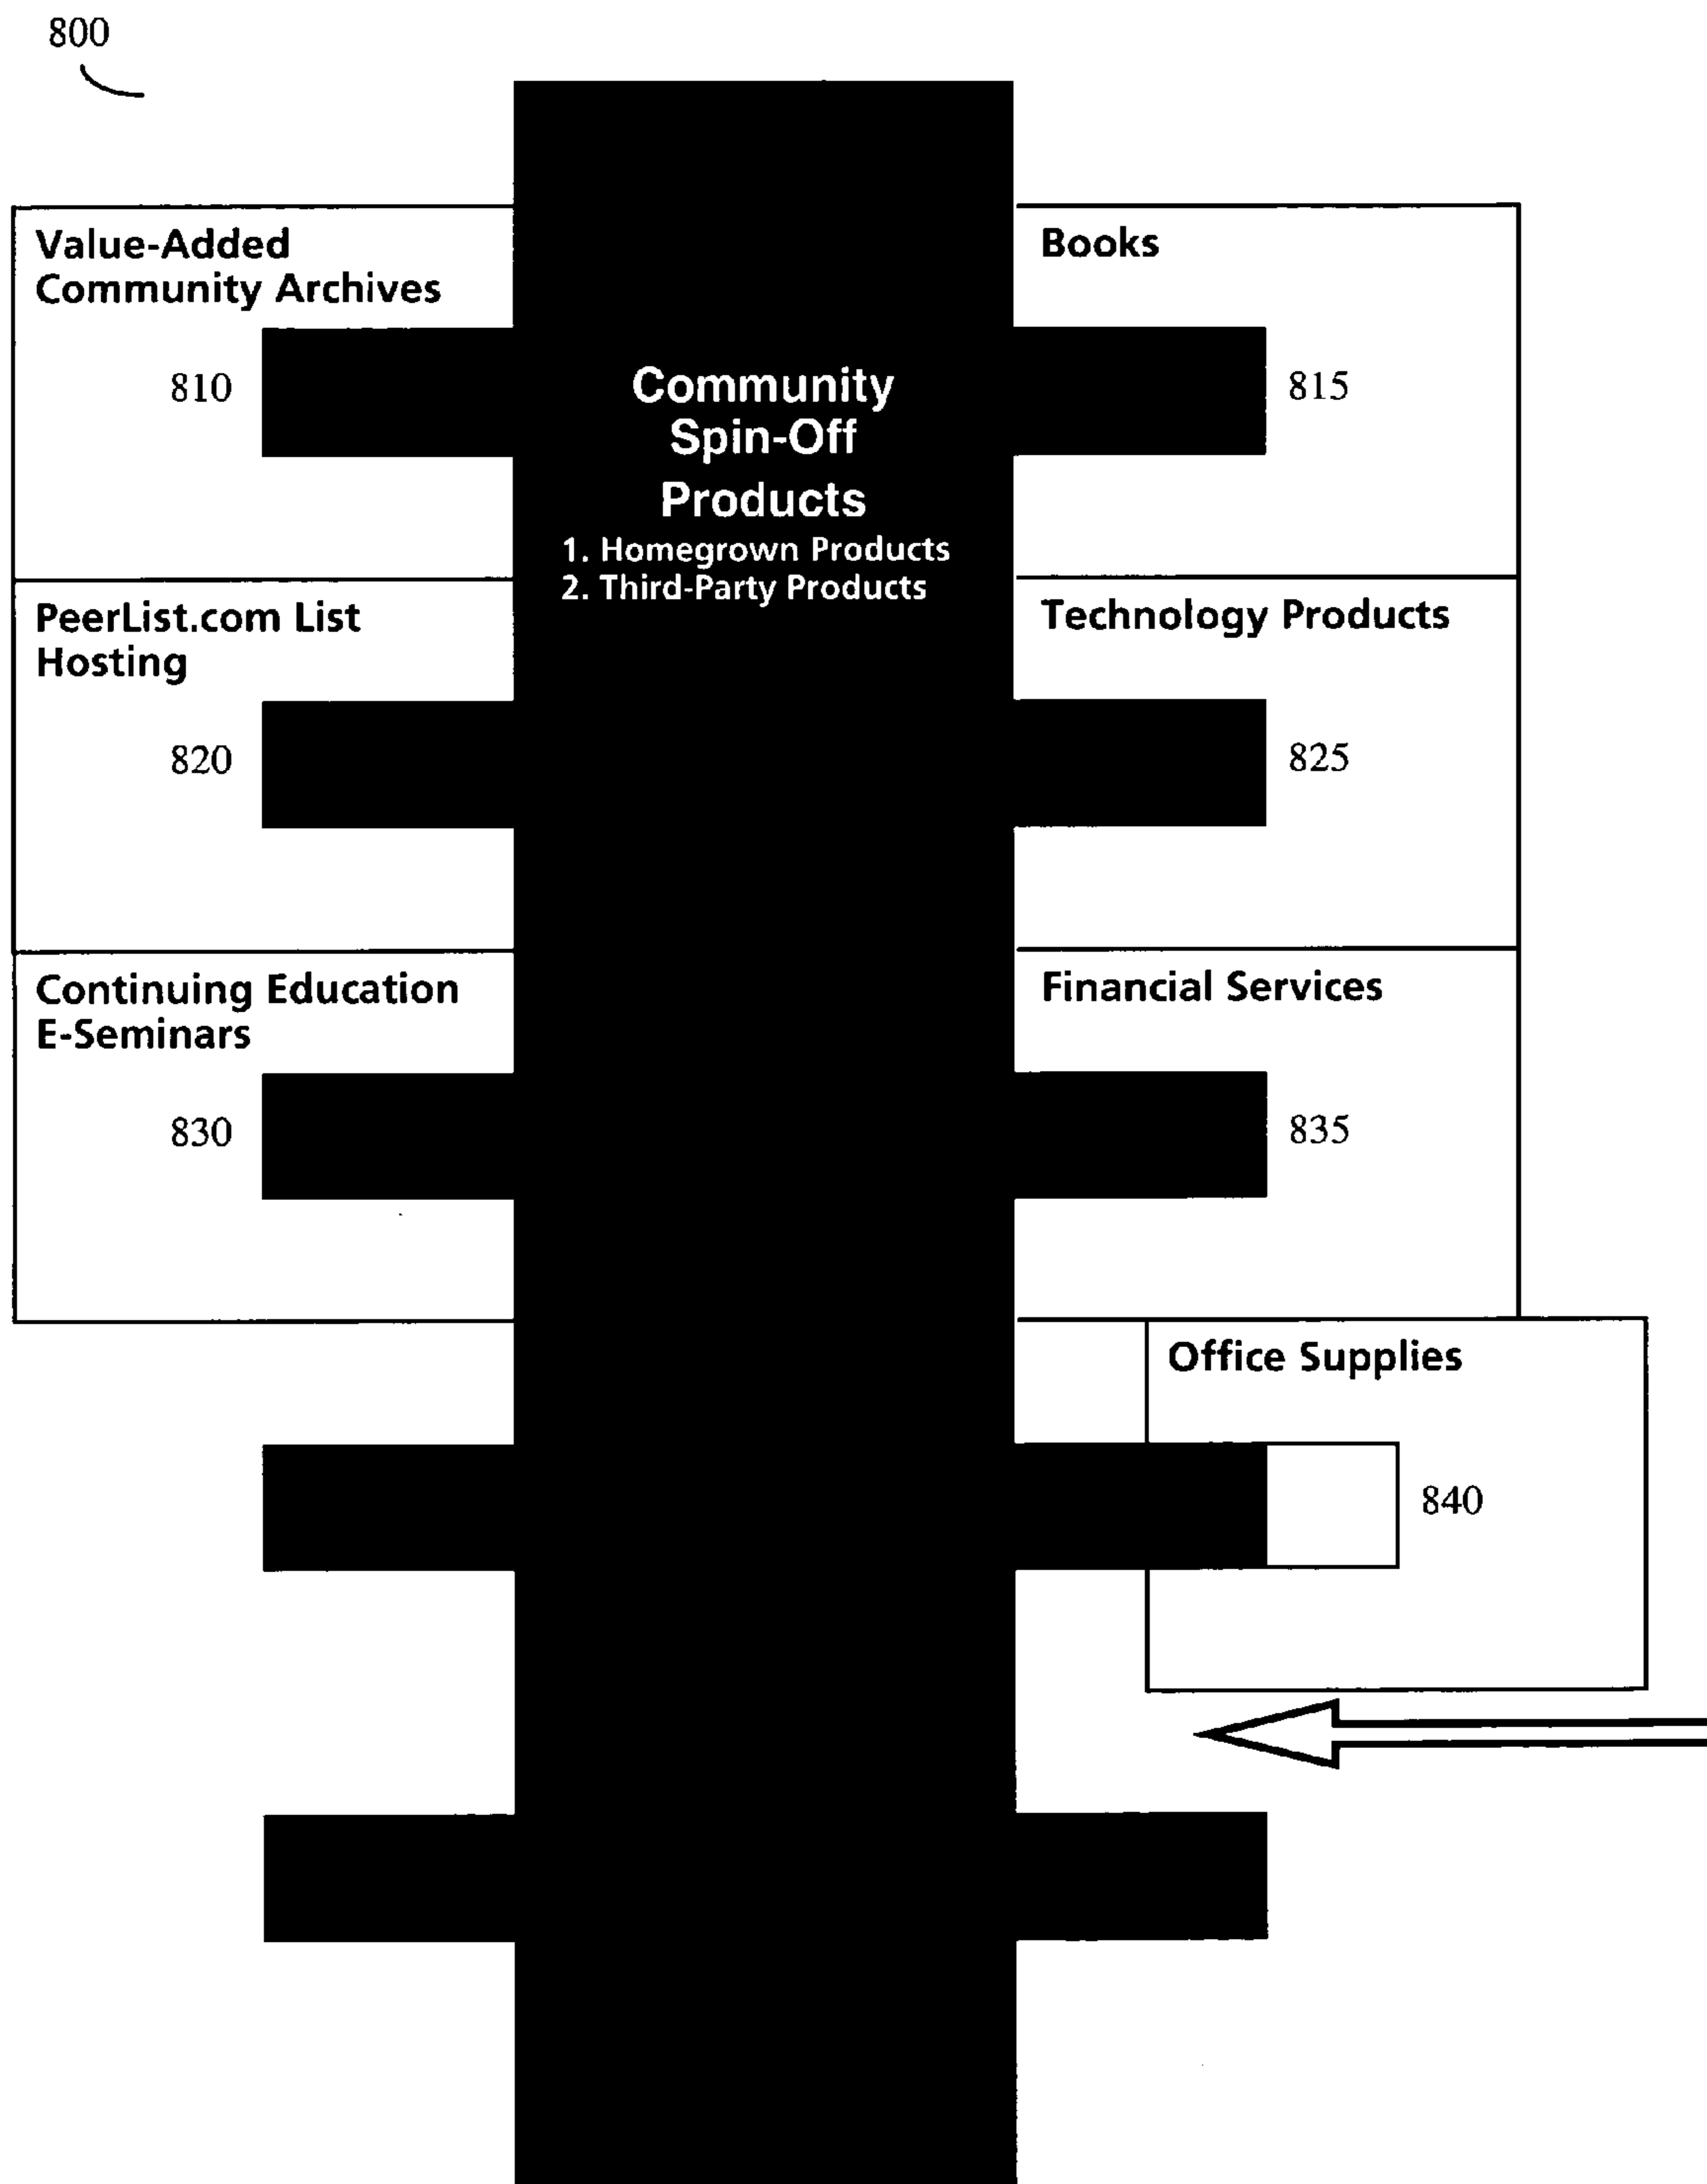 800
Value-Added
Community Archives
810
Community
Spin-Off
Products
1. Homegrown Products
2. Third-Party Products
Books
815
PeerList.com List
Hosting
820
Technology Products
825
Continuing Education
E-Seminars
830
Financial Services
835
Office Supplies
840